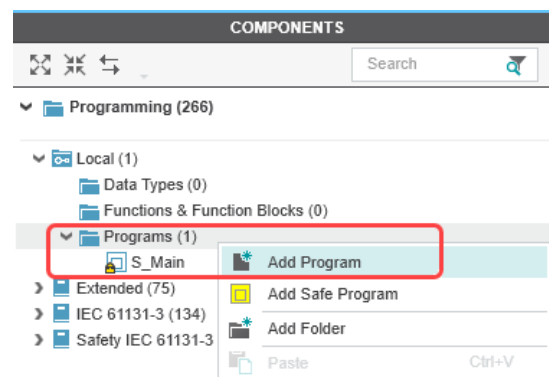 COMPONENTS
Search
Programming (266)
Local (1)
Data Types (0)
Functions & Function Blocks (0)
Programs (1)
S_Main
Add Program
Extended (75)
Add Safe Program
IEC 61131-3 (134)
Add Folder
Safety IEC 61131-3
Paste Ctrl+V